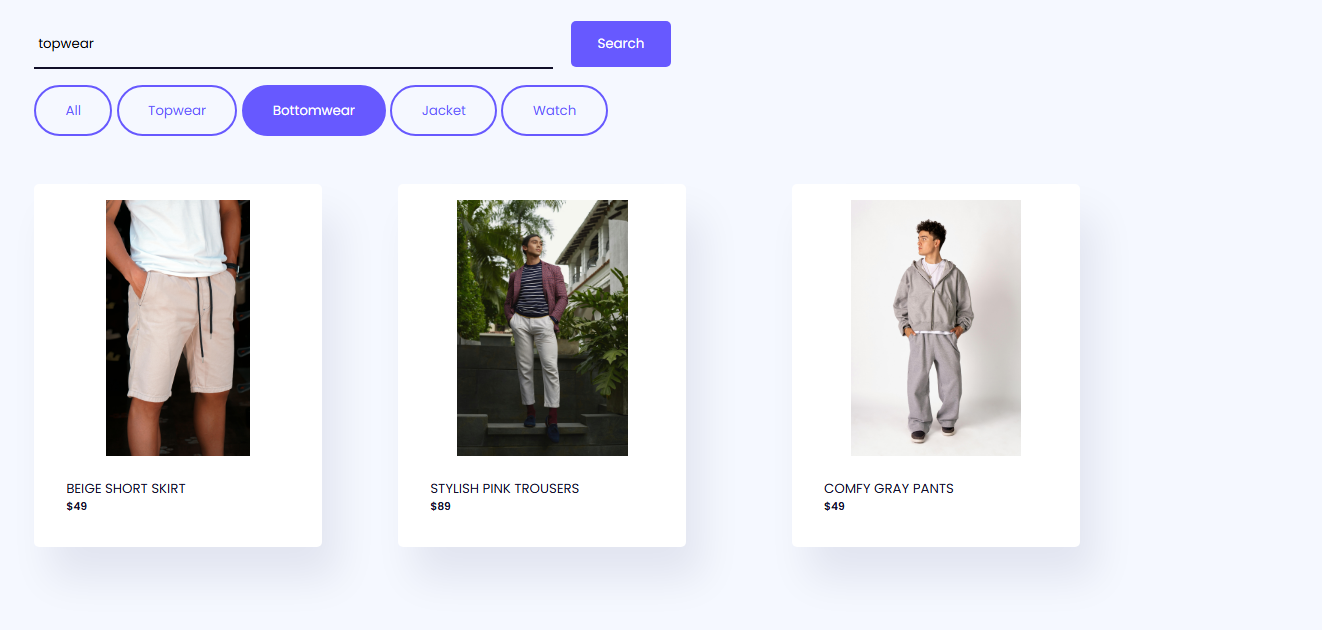 topwear
Search
All
Topwear
Bottomwear
Jacket
Watch
BEIGE SHORT SKIRT
$49
STYLISH PINK TROUSERS
$89
COMFY GRAY PANTS
$49